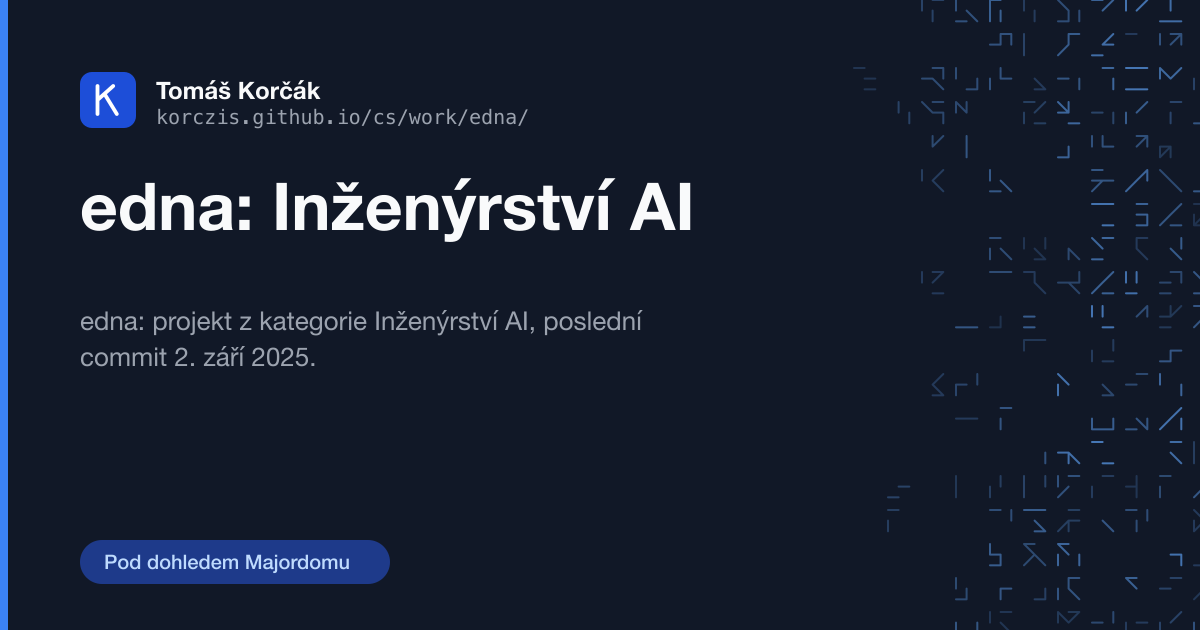 K
Tomáš Korčák
korczis.github.io/cs/work/edna/
edna: Inženýrství AI
edna: projekt z kategorie Inženýrství AI, poslední
commit 2. září 2025.
Pod dohledem Majordomu